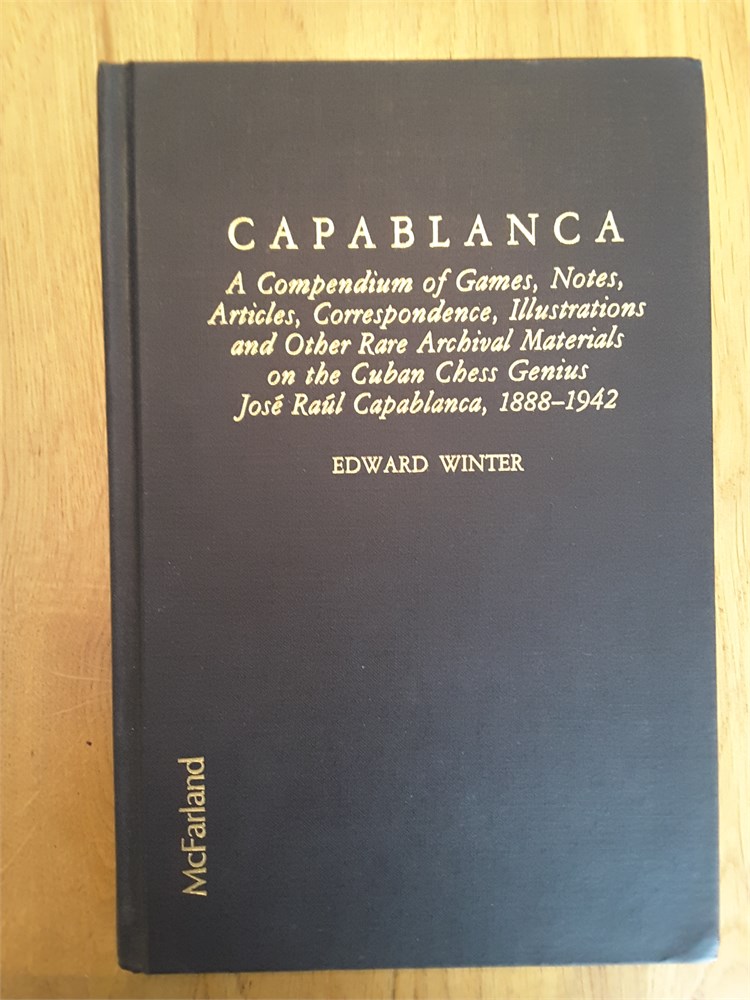 CAPABLANCA
A Compendium of Games, Notes,
Articles, Correspondence, Illustrations
and Other Rare Archival Materials
on the Cuban Chess Genius
José Raúl Capablanca, 1888–1942
EDWARD WINTER
McFarland